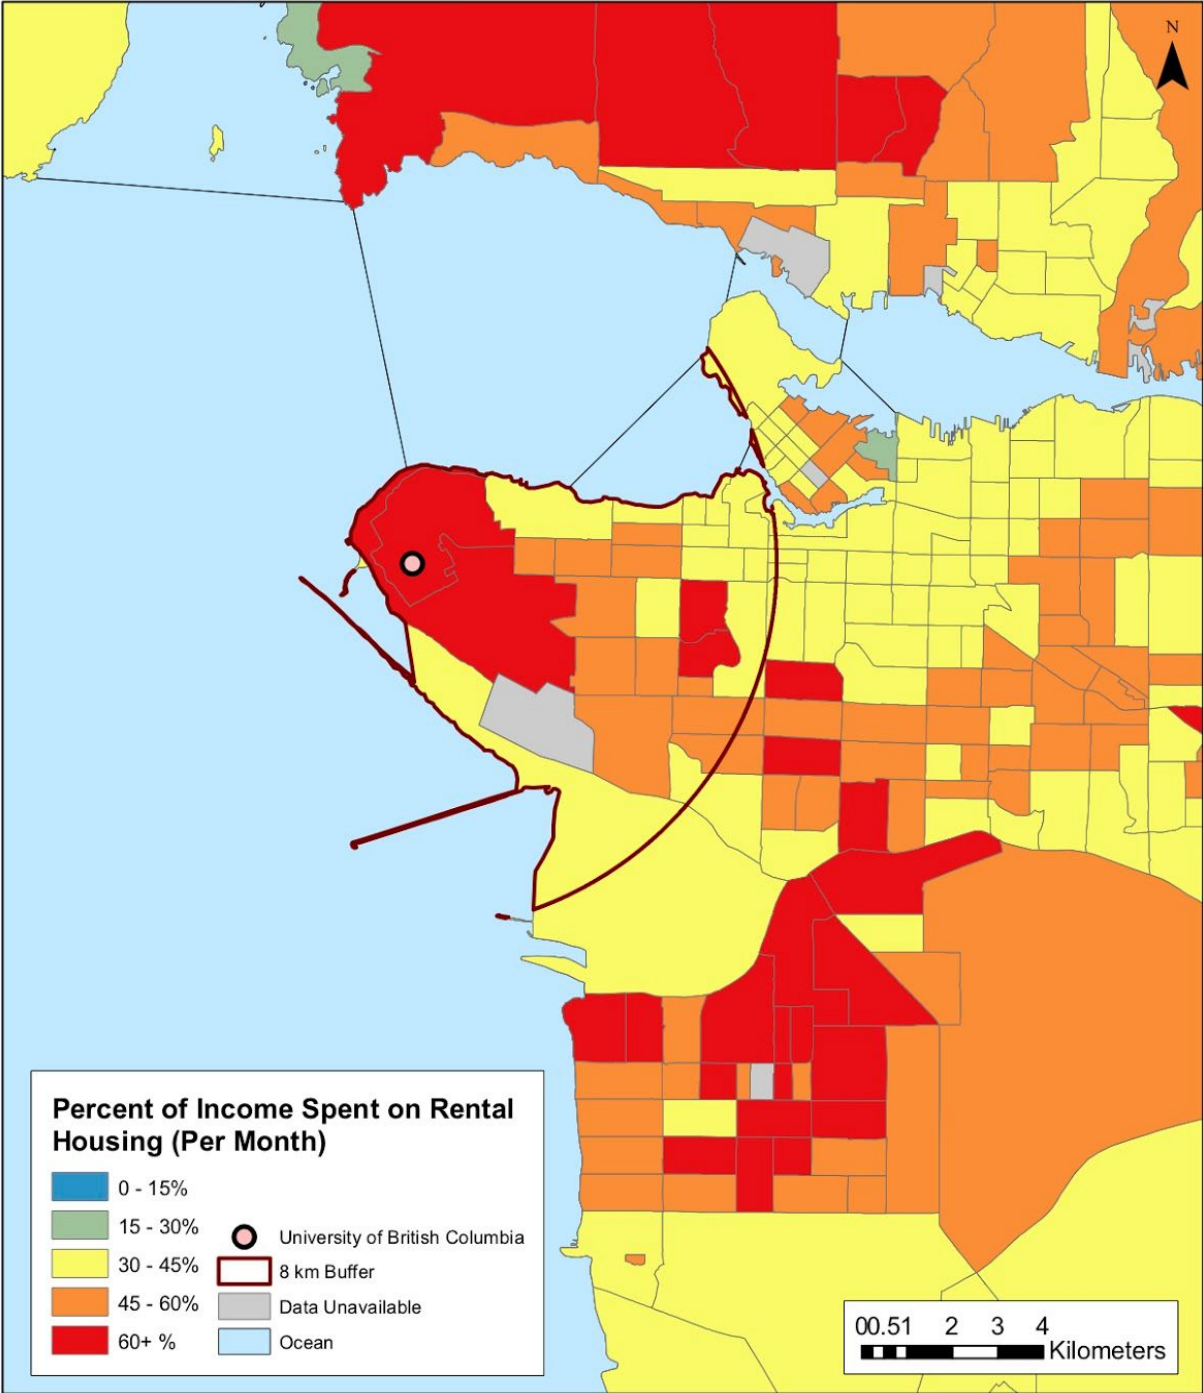 N
Percent of Income Spent on Rental
Housing (Per Month)
0 - 15%
15 - 30%
30 - 45%
45 - 60%
60+ %
University of British Columbia
8 km Buffer
Data Unavailable
Ocean
00.51 2 3 4
Kilometers